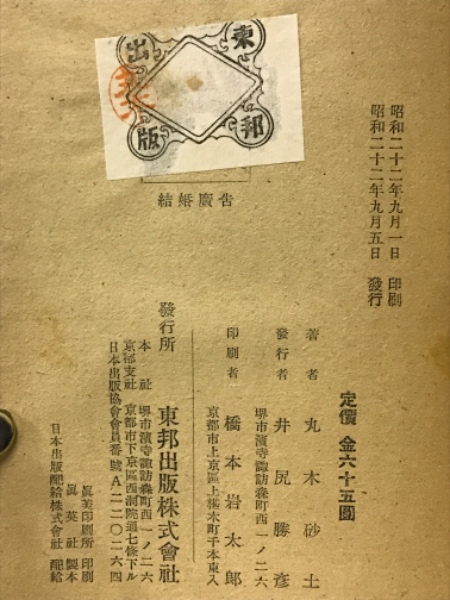 東邦
出版
結婚廣告
昭和二十二年九月一日 印刷
昭和二十二年九月五日 發行
定價 金六十五圓
著者 丸木砂土
發行者 井尻勝彦
堺市濱寺諏訪森町西一ノ二六
印刷者 橋本岩太郎
京都市上京區上樵木町千本東入
發行所 東邦出版株式會社
本社 堺市濱寺諏訪森町西一ノ二六
京都支社 京都市下京區西洞院通七條下ル
日本出版協會會員番號A二二〇二六四
眞美印刷所 印刷
眞英社 製本
日本出版配給株式會社 配給